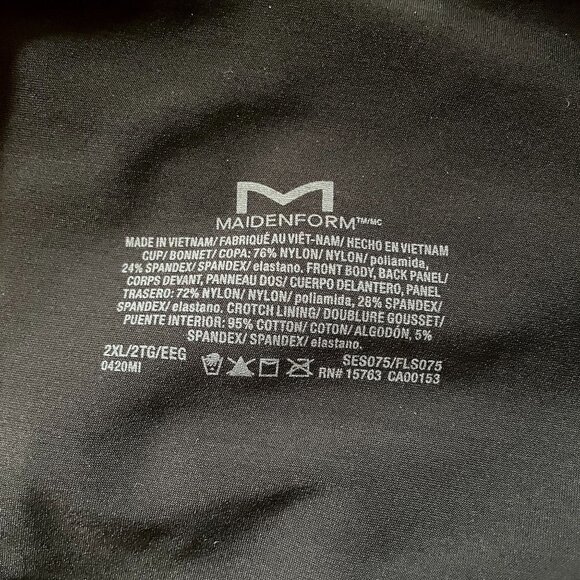 MAIDENFORM™/MC
MADE IN VIETNAM/ FABRIQUÉ AU VIÊT-NAM/ HECHO EN VIETNAM
CUP/ BONNET/ COPA: 76% NYLON/ NYLON/ poliamida,
24% SPANDEX/ SPANDEX/ elastano. FRONT BODY, BACK PANEL/
CORPS DEVANT, PANNEAU DOS/ CUERPO DELANTERO, PANEL
TRASERO: 72% NYLON/ NYLON/ poliamida, 28% SPANDEX/
SPANDEX/ elastano. CROTCH LINING/ DOUBLURE GOUSSET/
PUENTE INTERIOR: 95% COTTON/ COTON/ ALGODÓN, 5%
SPANDEX/ SPANDEX/ elastano.
2XL/2TG/EEG SES075/FLS075
0420MI RN# 15763 CA00153